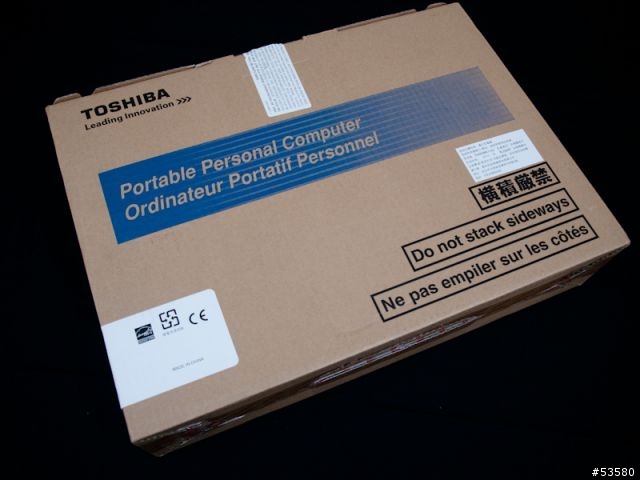 TOSHIBA
Leading Innovation >>>
Portable Personal Computer
Ordinateur Portatif Personnel
横積厳禁
Do not stack sideways
Ne pas empiler sur les côtés
CE
MADE IN CHINA
#53580